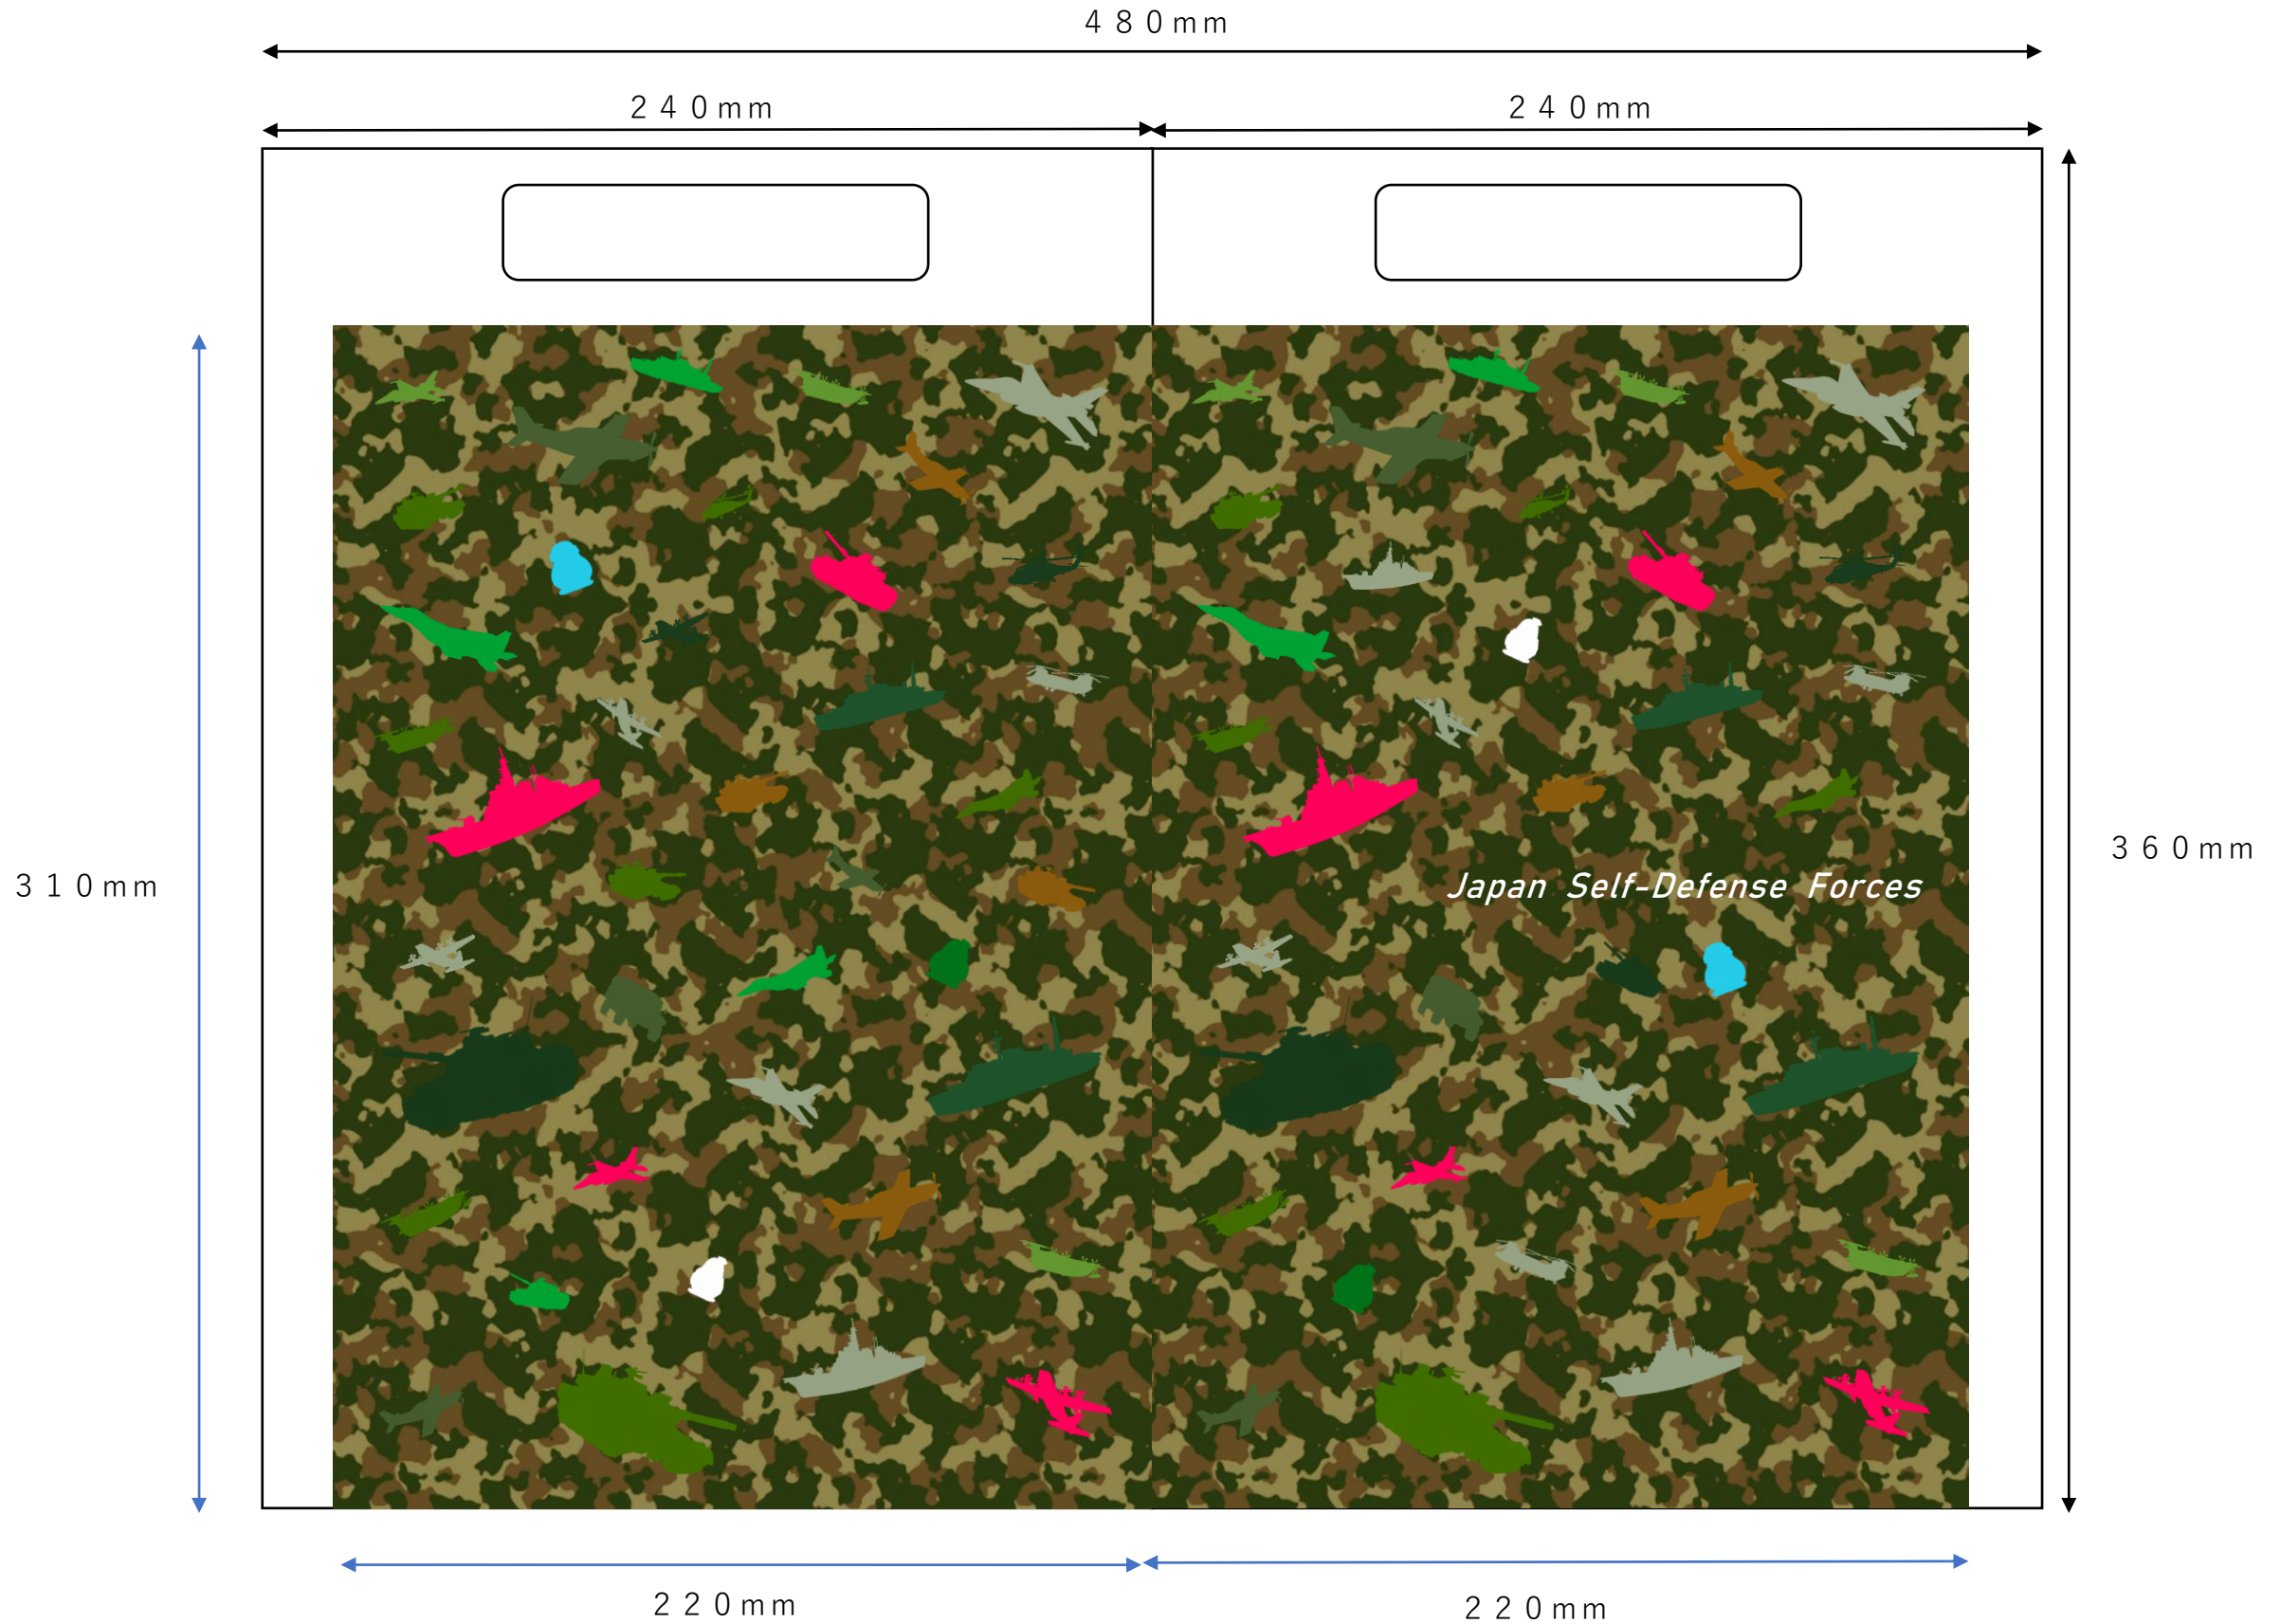 ４８０ｍｍ
２４０ｍｍ
２４０ｍｍ
３１０ｍｍ
３６０ｍｍ
Japan Self-Defense Forces
２２０ｍｍ
２２０ｍｍ